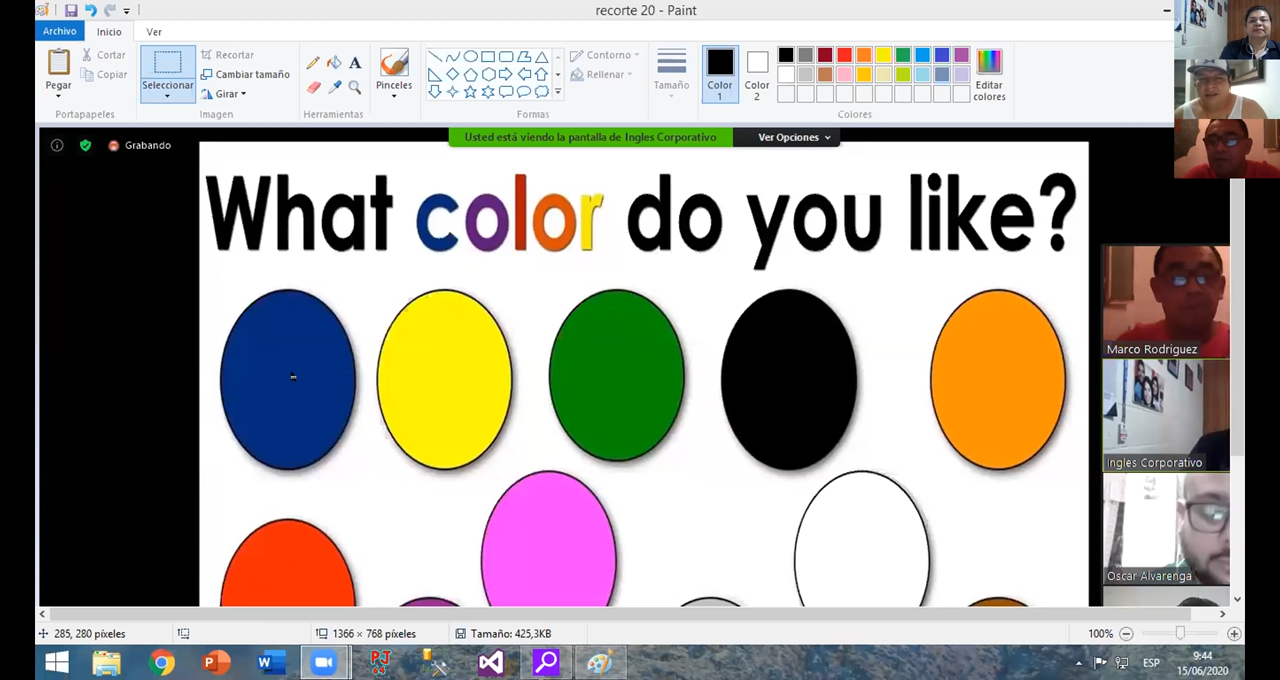 recorte 20 - Paint
Archivo
Inicio
Ver
Pegar
Cortar
Copiar
Portapapeles
Seleccionar
Recortar
Cambiar tamaño
Girar
Imagen
Herramientas
Pinceles
Contorno
Rellenar
Formas
Tamaño
Color 1
Color 2
Editar colores
Colores
Grabando
Usted está viendo la pantalla de Ingles Corporativo
Ver Opciones
What color do you like?
Marco Rodriguez
Ingles Corporativo
Oscar Alvarenga
285, 280 píxeles
1366 × 768 píxeles
Tamaño: 425,3KB
100%
ESP
9:44
15/06/2020